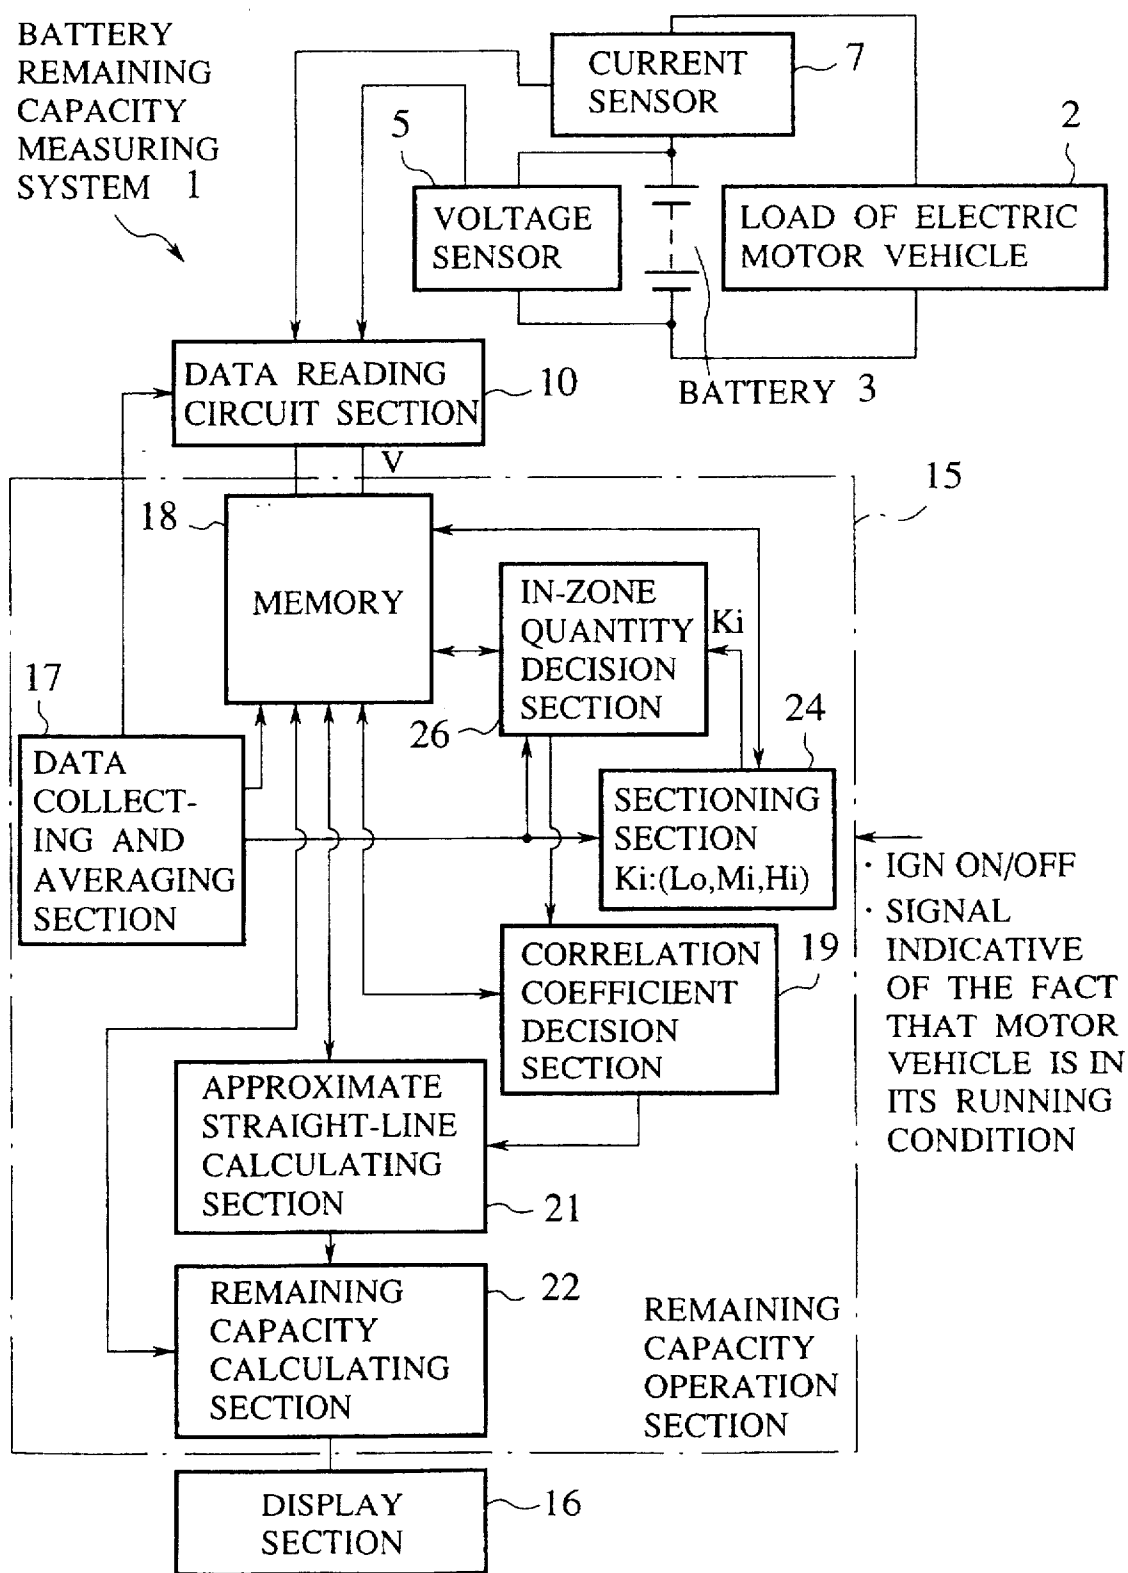 BATTERY
REMAINING
CAPACITY
MEASURING
SYSTEM 1
CURRENT
SENSOR
7
5
VOLTAGE
SENSOR
2
LOAD OF ELECTRIC
MOTOR VEHICLE
BATTERY 3
DATA READING
CIRCUIT SECTION
10
V
15
18
MEMORY
IN-ZONE
QUANTITY
DECISION
SECTION
26
Ki
17
DATA
COLLECT-
ING AND
AVERAGING
SECTION
24
SECTIONING
SECTION
Ki:(Lo,Mi,Hi)
· IGN ON/OFF
· SIGNAL
INDICATIVE
OF THE FACT
THAT MOTOR
VEHICLE IS IN
ITS RUNNING
CONDITION
CORRELATION
COEFFICIENT
DECISION
SECTION
19
APPROXIMATE
STRAIGHT-LINE
CALCULATING
SECTION
21
REMAINING
CAPACITY
CALCULATING
SECTION
22
REMAINING
CAPACITY
OPERATION
SECTION
DISPLAY
SECTION
16